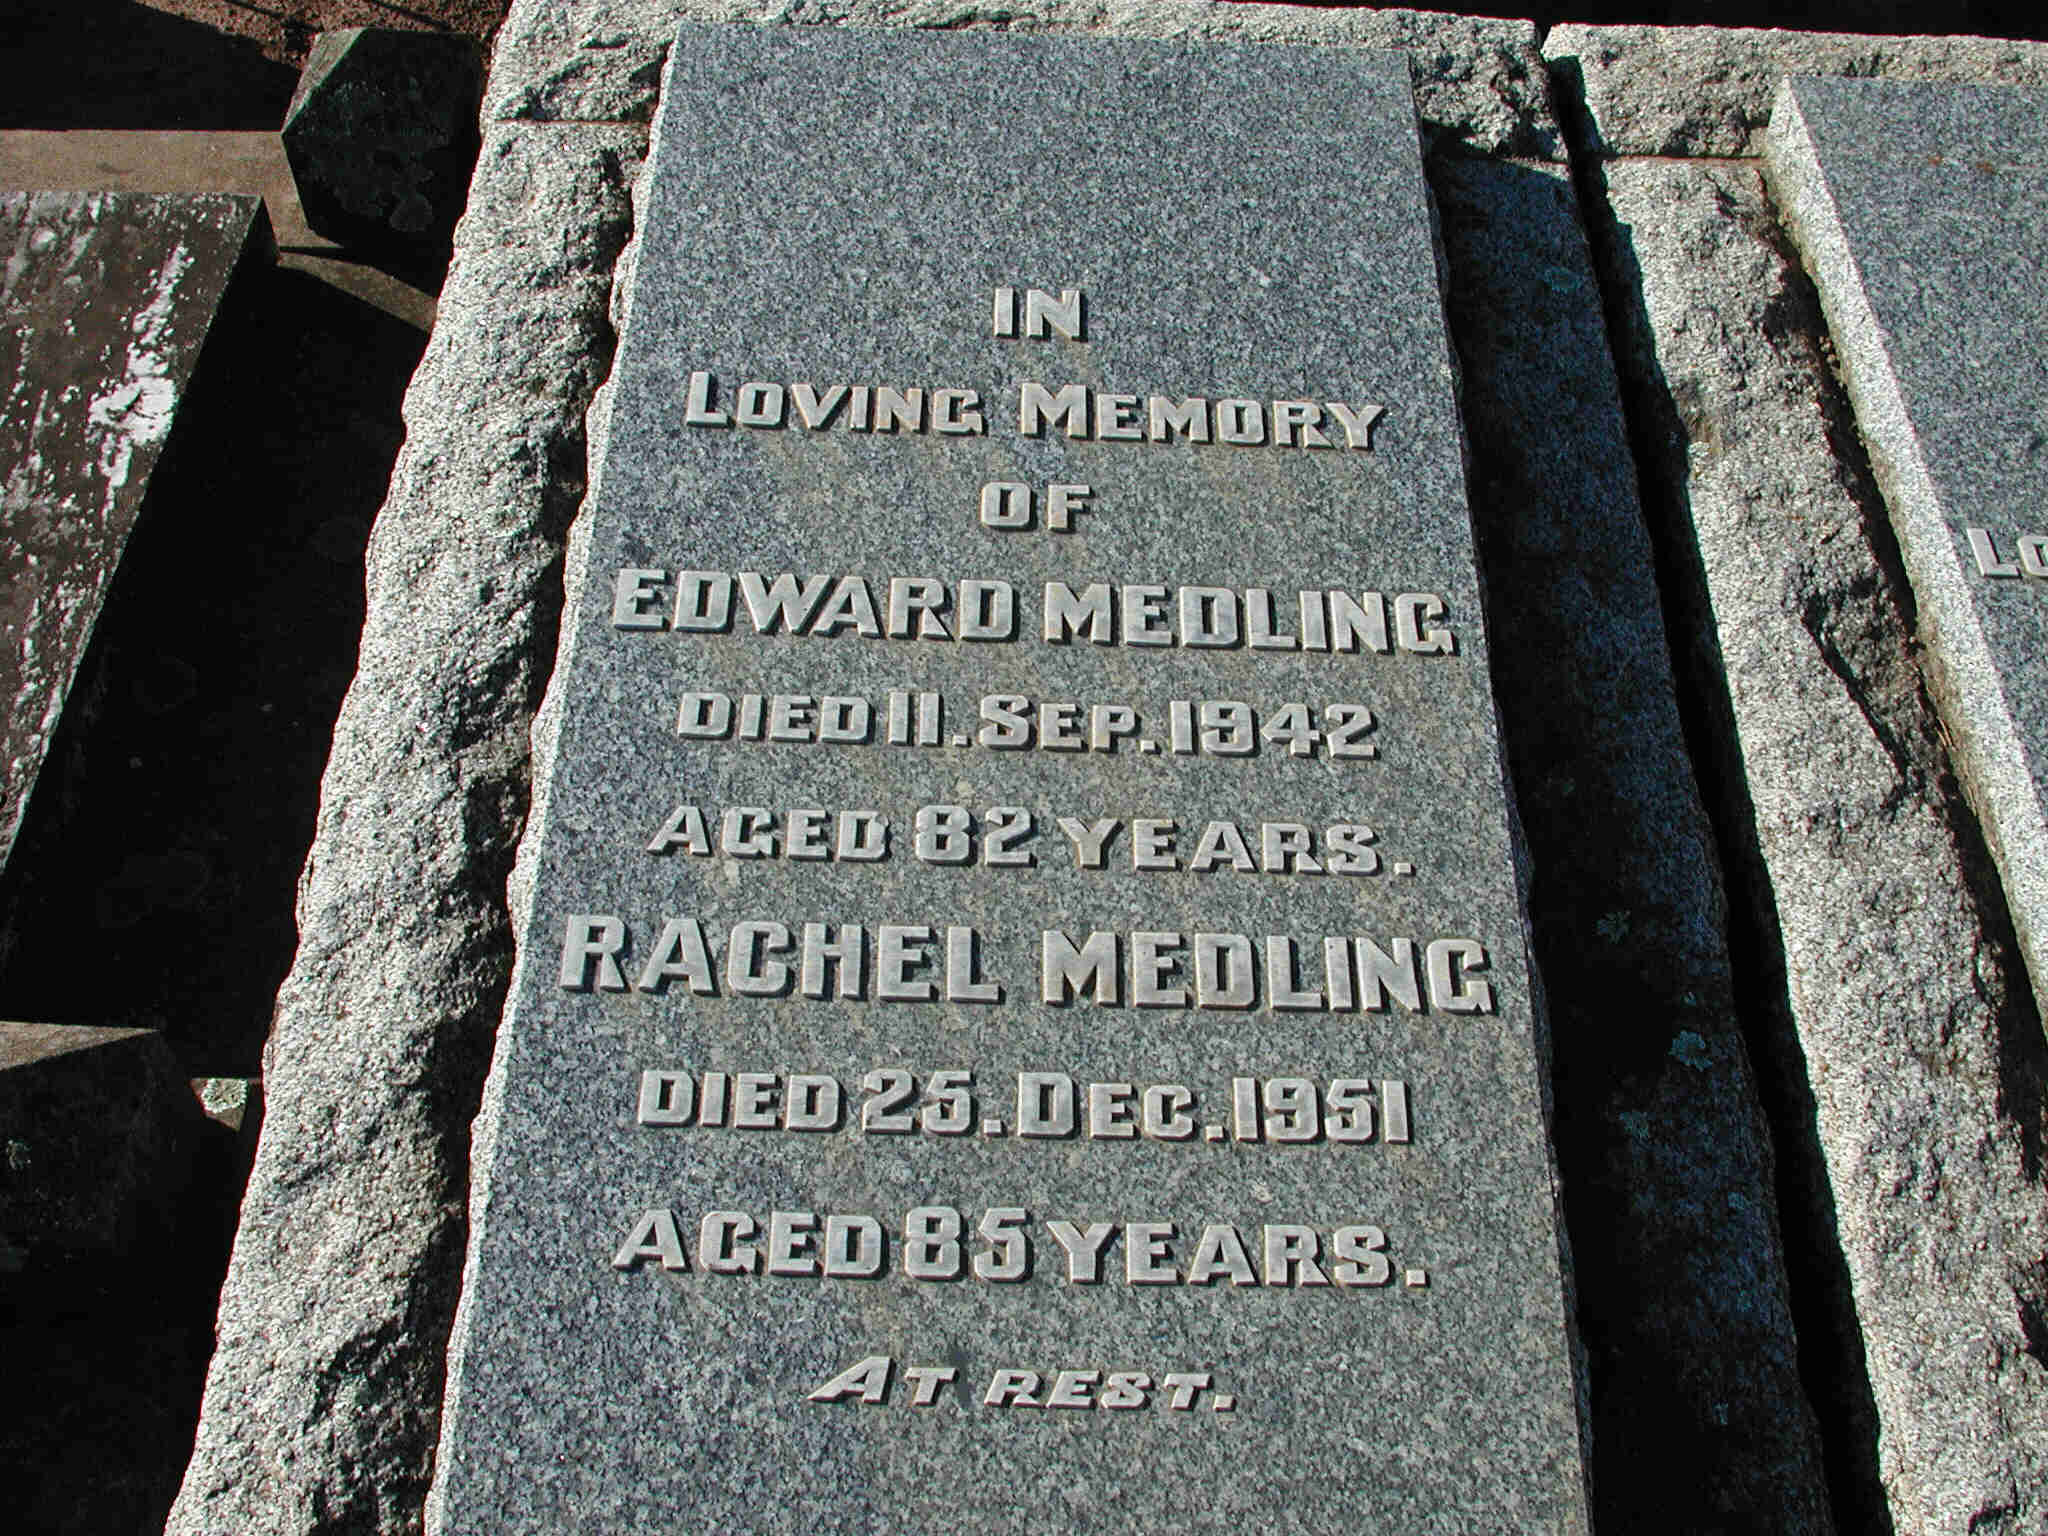 IN
LOVING MEMORY
OF
EDWARD MEDLING
DIED 11. SEP. 1942
AGED 82 YEARS.
RACHEL MEDLING
DIED 25. DEC. 1951
AGED 85 YEARS.
AT REST.